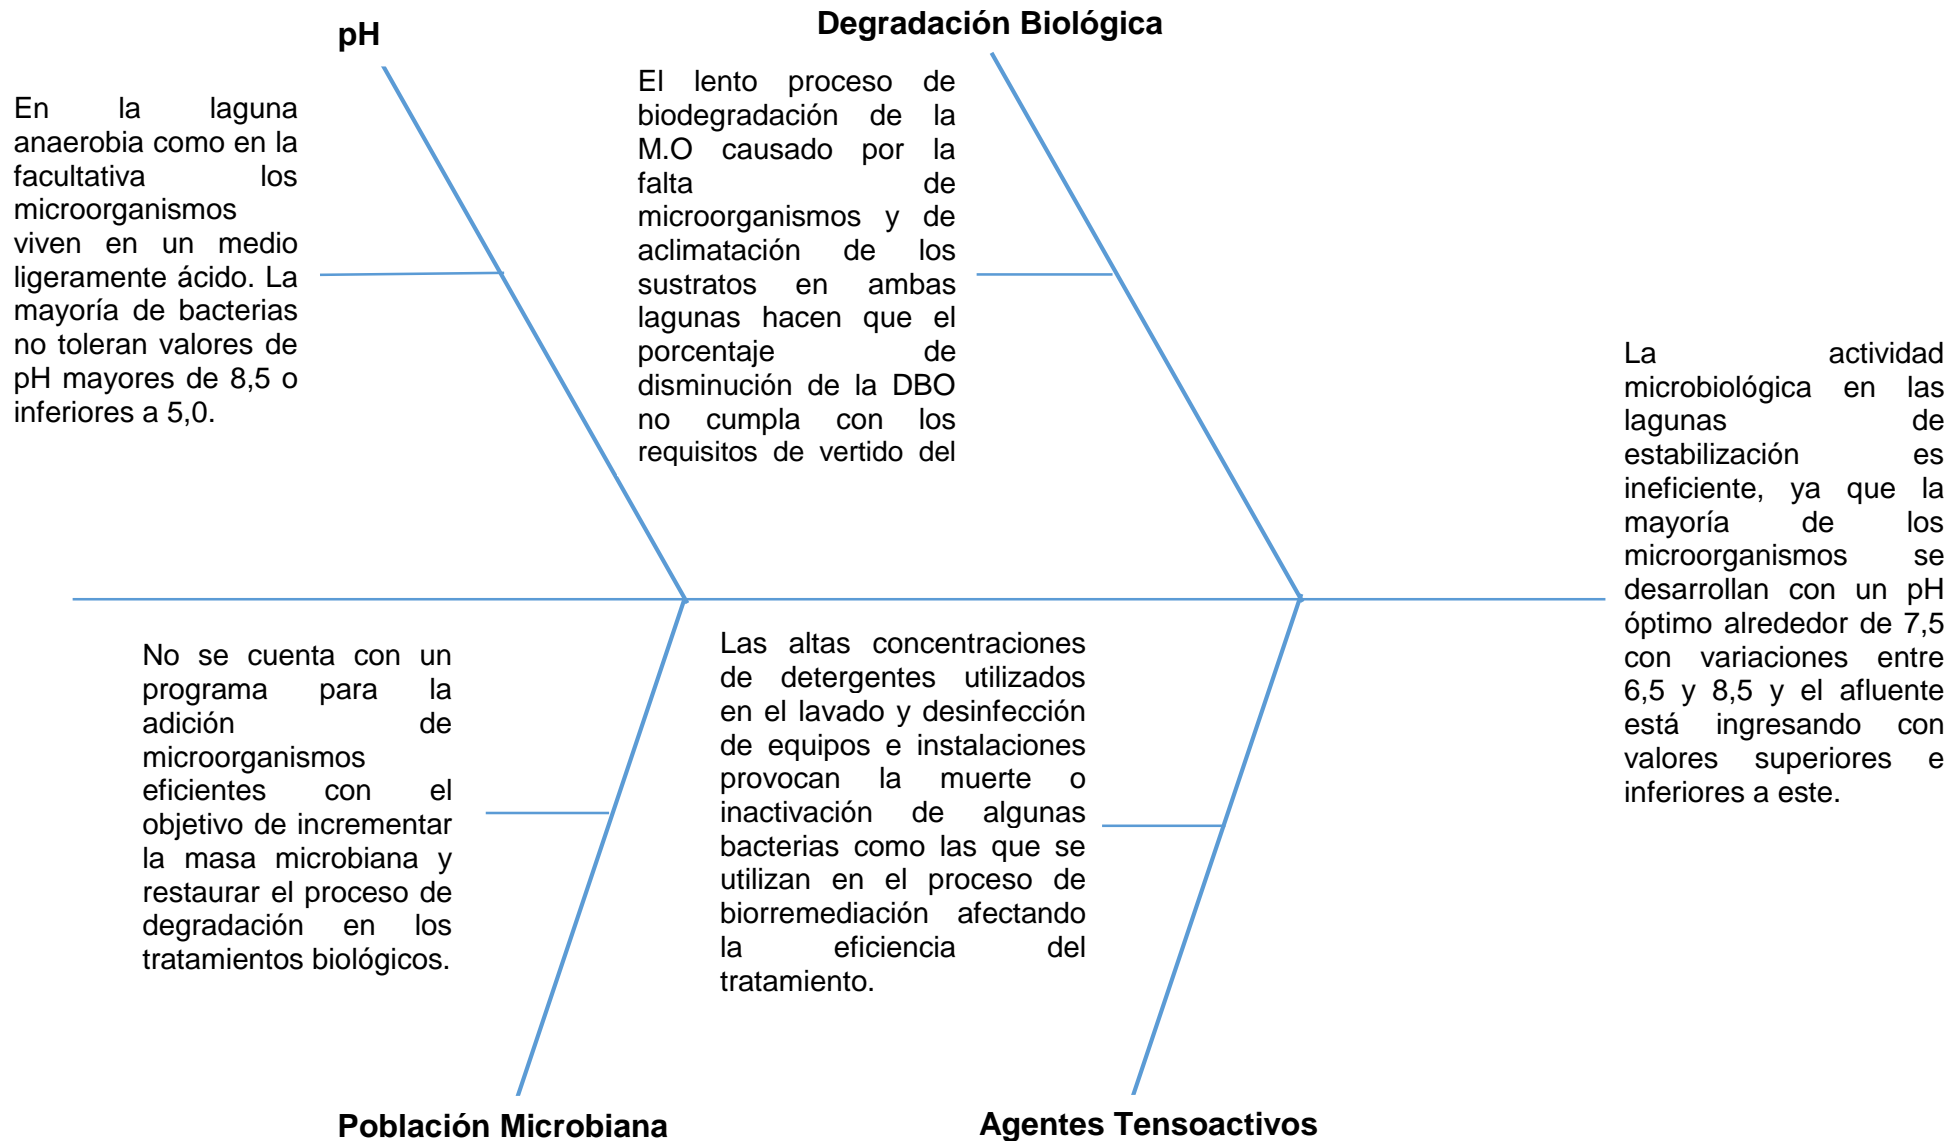 pH
En la laguna
anaerobia como en la
facultativa los
microorganismos
viven en un medio
ligeramente ácido. La
mayoría de bacterias
no toleran valores de
pH mayores de 8,5 o
inferiores a 5,0.
Degradación Biológica
El lento proceso de
biodegradación de la
M.O causado por la
falta de
microorganismos y de
aclimatación de los
sustratos en ambas
lagunas hacen que el
porcentaje de
disminución de la DBO
no cumpla con los
requisitos de vertido del
No se cuenta con un
programa para la
adición de
microorganismos
eficientes con el
objetivo de incrementar
la masa microbiana y
restaurar el proceso de
degradación en los
tratamientos biológicos.
Población Microbiana
Las altas concentraciones
de detergentes utilizados
en el lavado y desinfección
de equipos e instalaciones
provocan la muerte o
inactivación de algunas
bacterias como las que se
utilizan en el proceso de
biorremediación afectando
la eficiencia del
tratamiento.
Agentes Tensoactivos
La actividad
microbiológica en las
lagunas de
estabilización es
ineficiente, ya que la
mayoría de los
microorganismos se
desarrollan con un pH
óptimo alrededor de 7,5
con variaciones entre
6,5 y 8,5 y el afluente
está ingresando con
valores superiores e
inferiores a este.